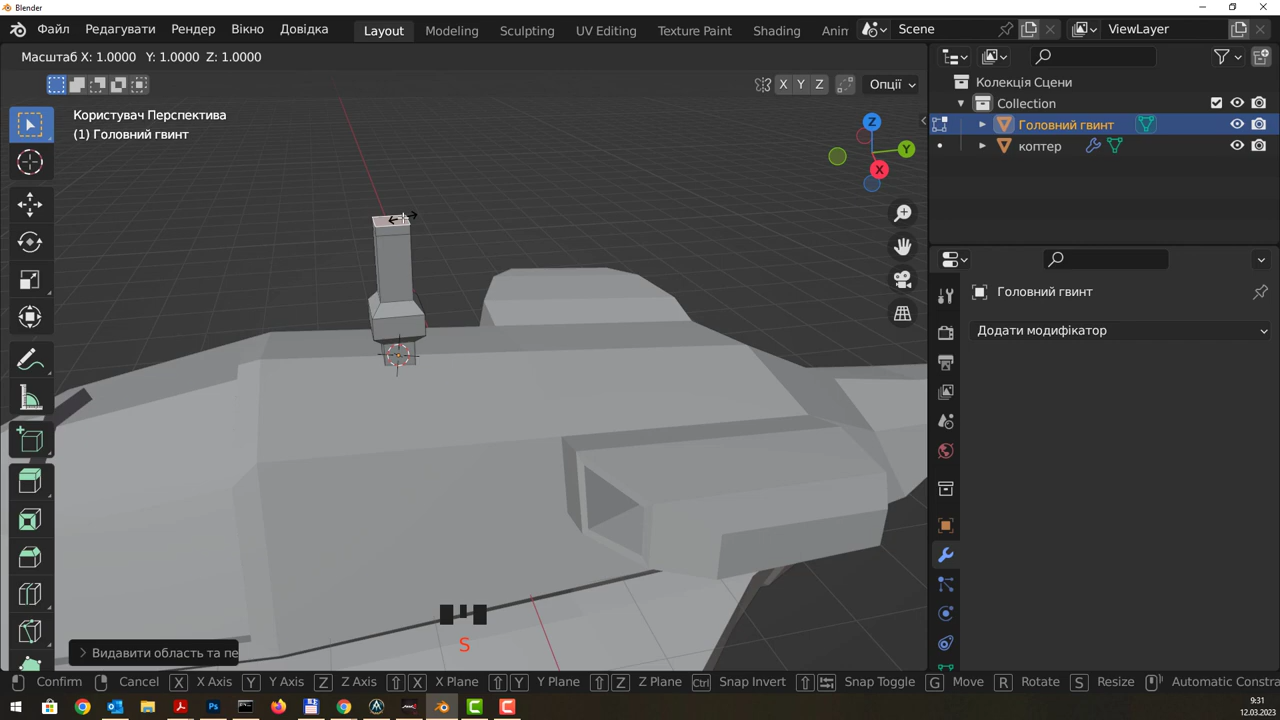 Blender
Файл Редагувати Рендер Вікно Довідка Layout Modeling Sculpting UV Editing Texture Paint Shading Anim Scene ViewLayer
Масштаб X: 1.0000 Y: 1.0000 Z: 1.0000
X Y Z Опції
Користувач Перспектива
(1) Головний гвинт
Z
Y
X
Колекція Сцени
Collection
Головний гвинт
коптер
Головний гвинт
Додати модифікатор
S
Видавити область та пе
Confirm Cancel X X Axis Y Y Axis Z Z Axis X X Plane Y Y Plane Z Z Plane Ctrl Snap Invert Snap Toggle G Move R Rotate S Resize Automatic Constra
9:31
12.03.2023